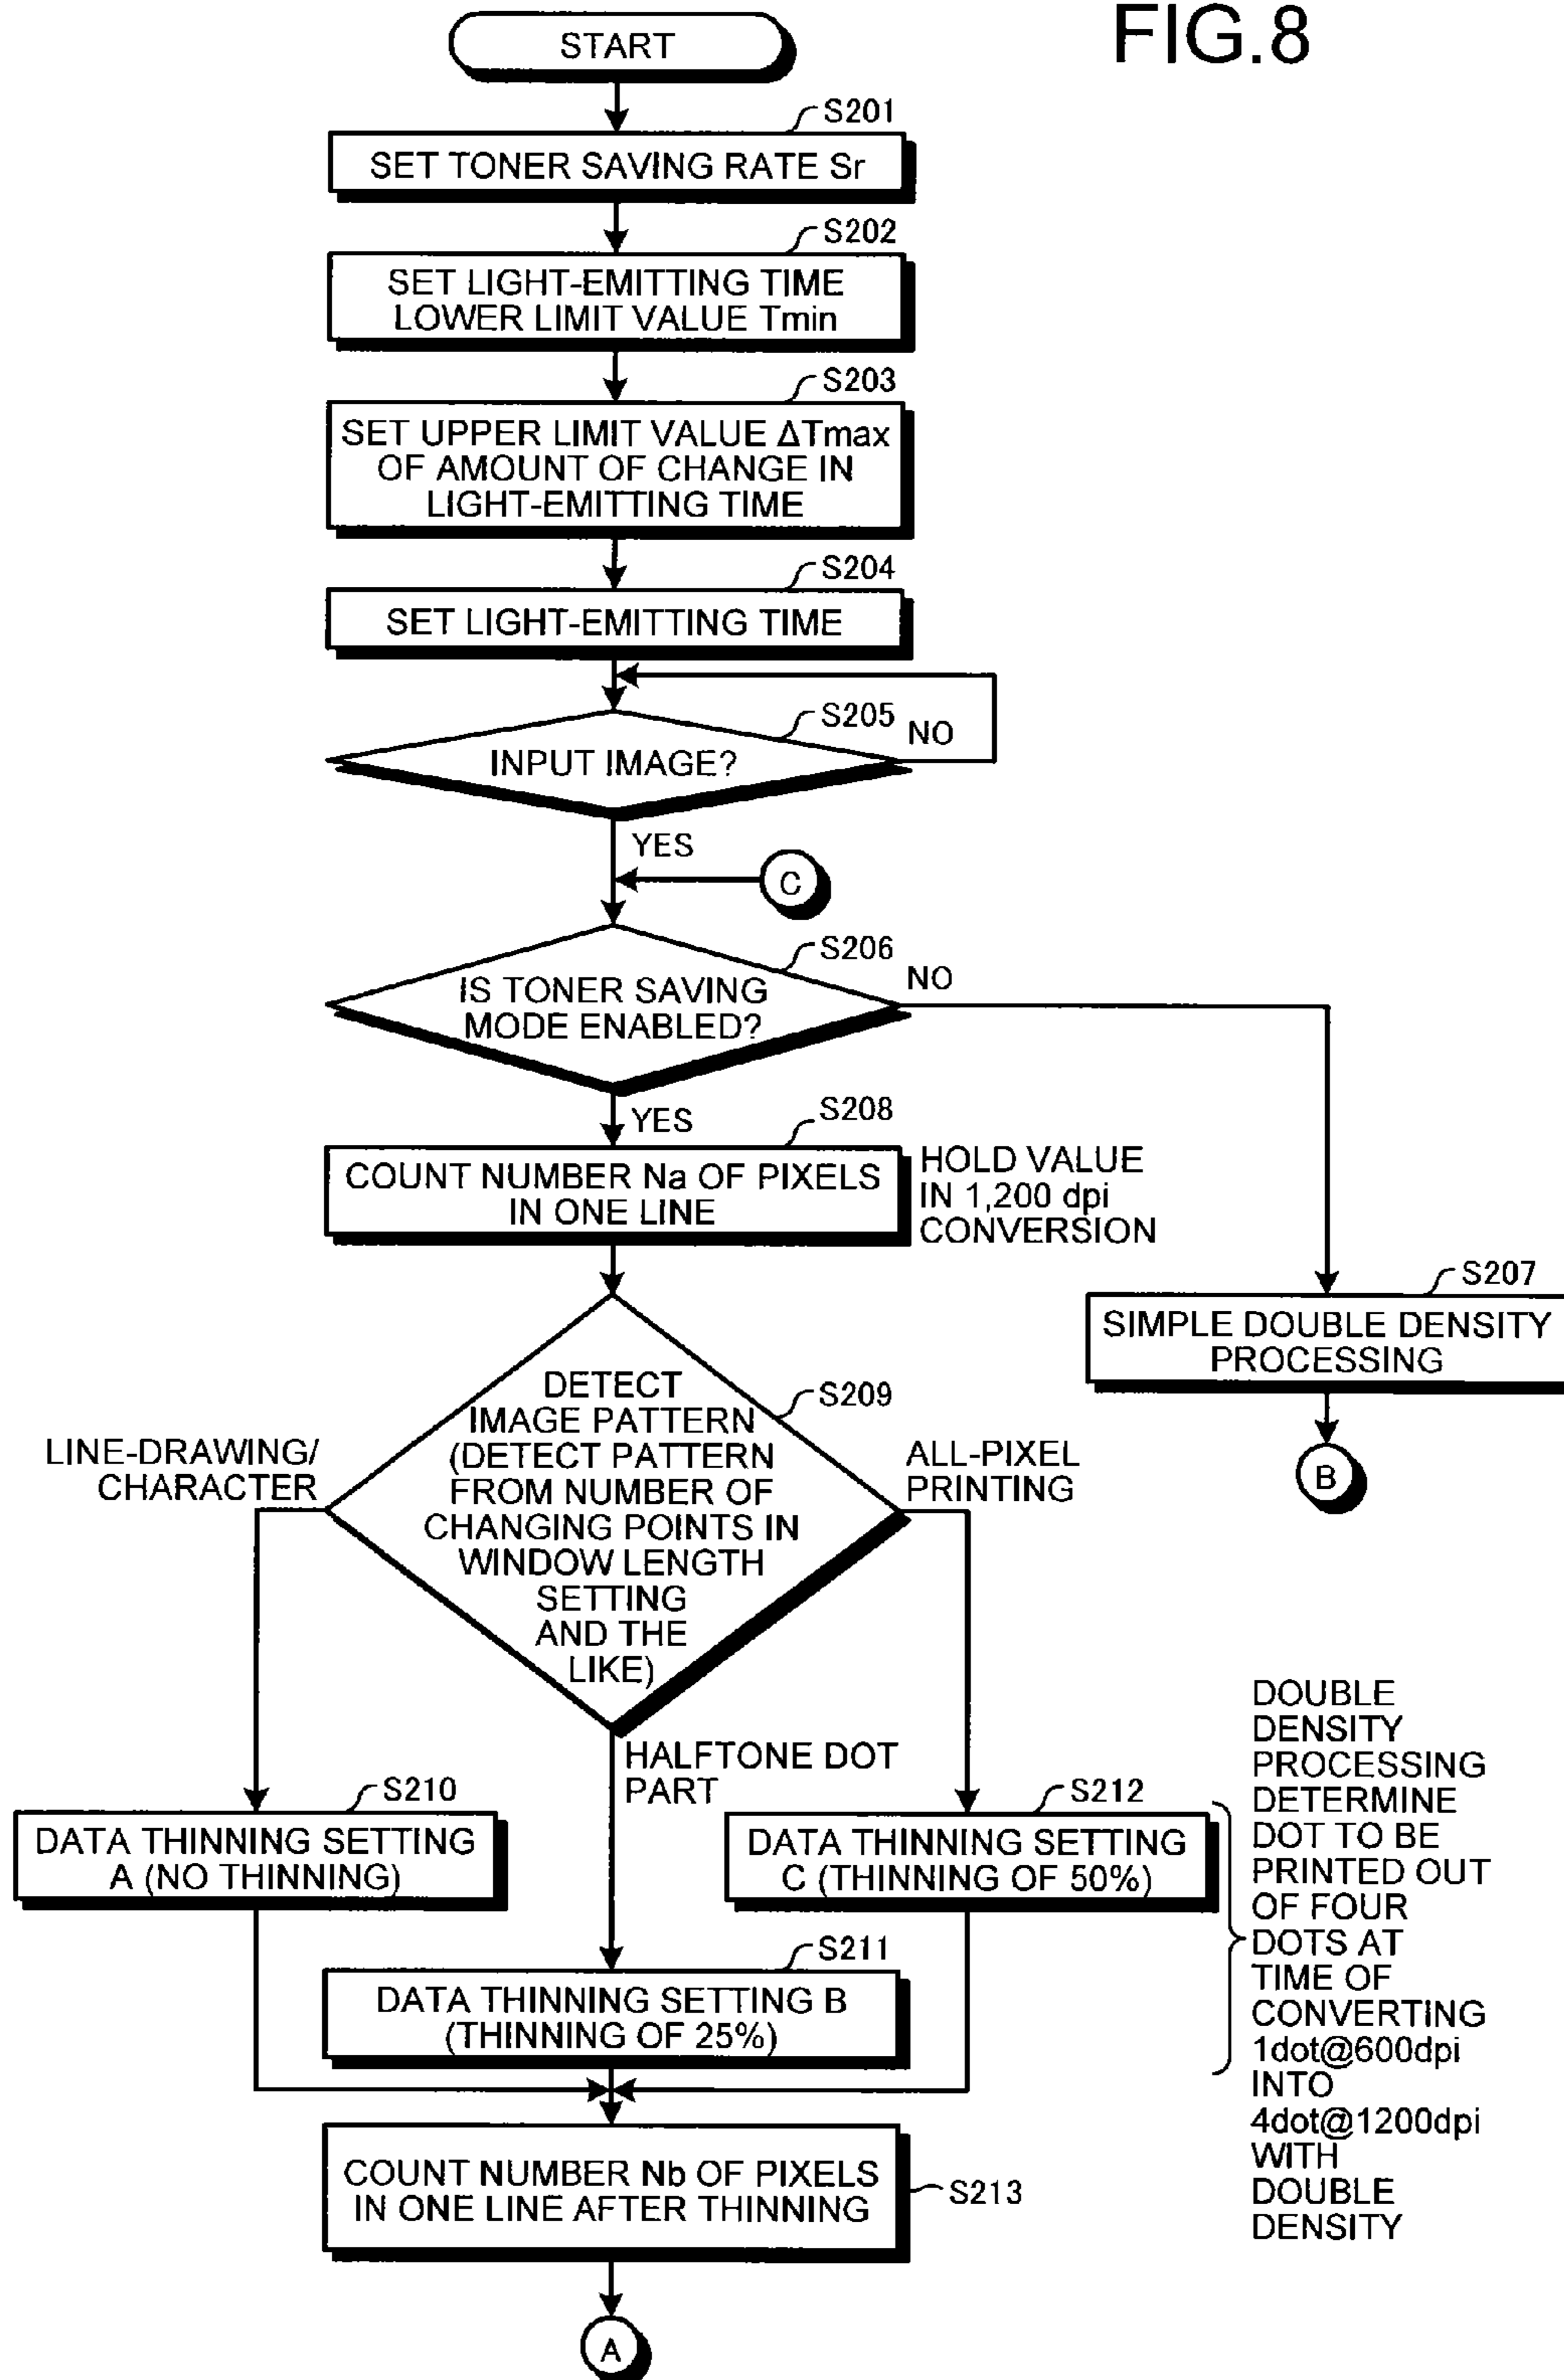 FIG.8
START
S201
SET TONER SAVING RATE Sr
S202
SET LIGHT-EMITTING TIME
LOWER LIMIT VALUE Tmin
S203
SET UPPER LIMIT VALUE ΔTmax
OF AMOUNT OF CHANGE IN
LIGHT-EMITTING TIME
S204
SET LIGHT-EMITTING TIME
S205
NO
INPUT IMAGE?
YES
C
S206
NO
IS TONER SAVING
MODE ENABLED?
YES
S208
COUNT NUMBER Na OF PIXELS
IN ONE LINE
HOLD VALUE
IN 1,200 dpi
CONVERSION
S207
SIMPLE DOUBLE DENSITY
PROCESSING
B
S209
DETECT
IMAGE PATTERN
(DETECT PATTERN
FROM NUMBER OF
CHANGING POINTS IN
WINDOW LENGTH
SETTING
AND THE
LIKE)
LINE-DRAWING/
CHARACTER
ALL-PIXEL
PRINTING
HALFTONE DOT
PART
S210
DATA THINNING SETTING
A (NO THINNING)
S212
DATA THINNING SETTING
C (THINNING OF 50%)
S211
DATA THINNING SETTING B
(THINNING OF 25%)
DOUBLE
DENSITY
PROCESSING
DETERMINE
DOT TO BE
PRINTED OUT
OF FOUR
DOTS AT
TIME OF
CONVERTING
1dot@600dpi
INTO
4dot@1200dpi
WITH
DOUBLE
DENSITY
COUNT NUMBER Nb OF PIXELS
IN ONE LINE AFTER THINNING
S213
A